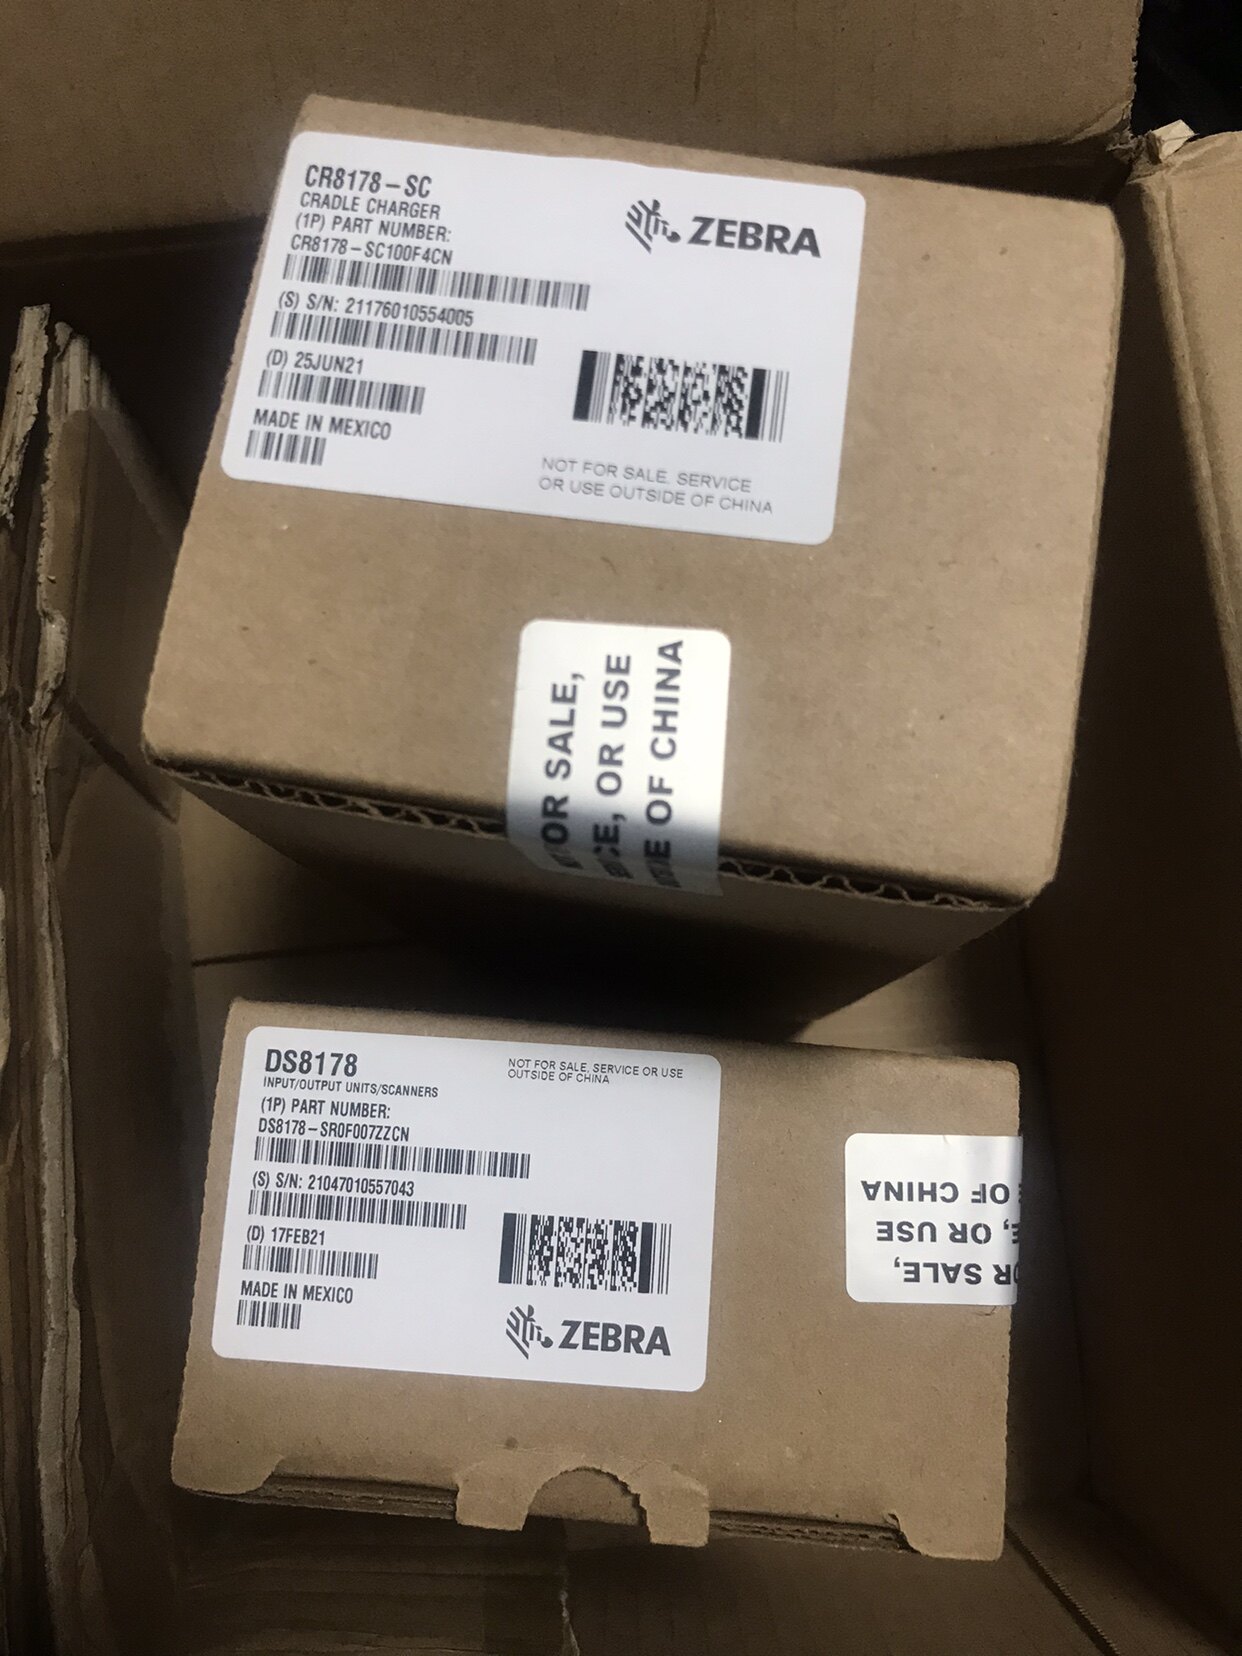 CR8178-SC
CRADLE CHARGER
(1P) PART NUMBER:
CR8178-SC100F4CN
(S) S/N: 21176010554005
(D) 25JUN21
MADE IN MEXICO
ZEBRA
NOT FOR SALE, SERVICE
OR USE OUTSIDE OF CHINA
FOR SALE,
OR USE
OF CHINA
DS8178
INPUT/OUTPUT UNITS/SCANNERS
(1P) PART NUMBER:
DS8178-SR0F007ZZCN
(S) S/N: 21047010557043
(D) 17FEB21
MADE IN MEXICO
NOT FOR SALE, SERVICE OR USE
OUTSIDE OF CHINA
ZEBRA
OR SALE,
E, OR USE
E OF CHINA